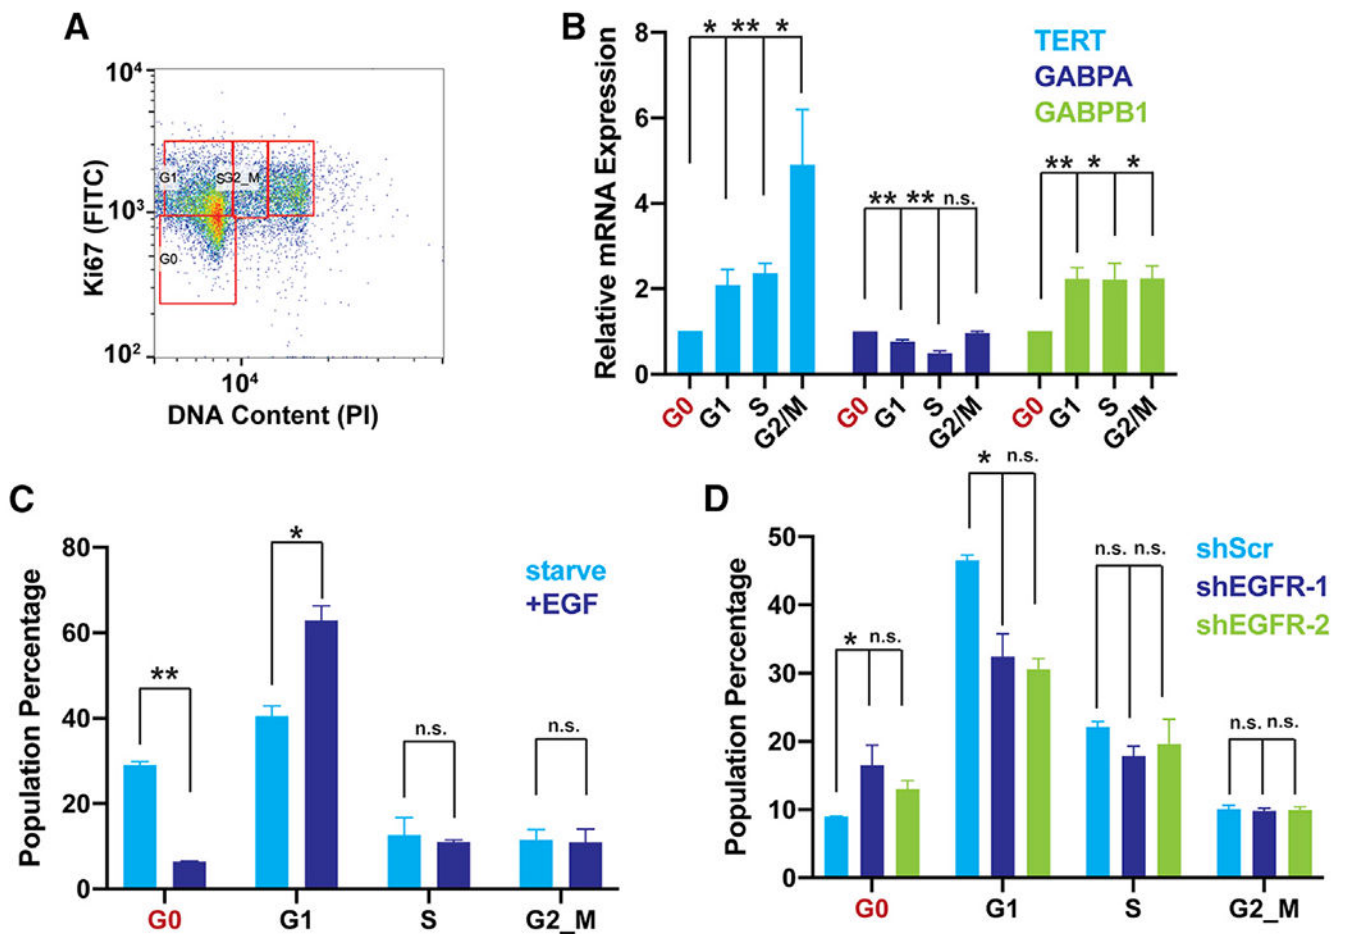 A
10⁴
10³
10²
Ki67 (FITC)
G1
S
G2_M
G0
10⁴
DNA Content (PI)
B
8
6
4
2
0
Relative mRNA Expression
* ** *
** ** n.s.
** * *
TERT
GABPA
GABPB1
G0 G1 S G2/M
G0 G1 S G2/M
G0 G1 S G2/M
C
80
60
40
20
0
Population Percentage
**
*
n.s.
n.s.
starve
+EGF
G0 G1 S G2_M
D
50
40
30
20
10
0
Population Percentage
* n.s.
* n.s.
n.s. n.s.
n.s. n.s.
shScr
shEGFR-1
shEGFR-2
G0 G1 S G2_M